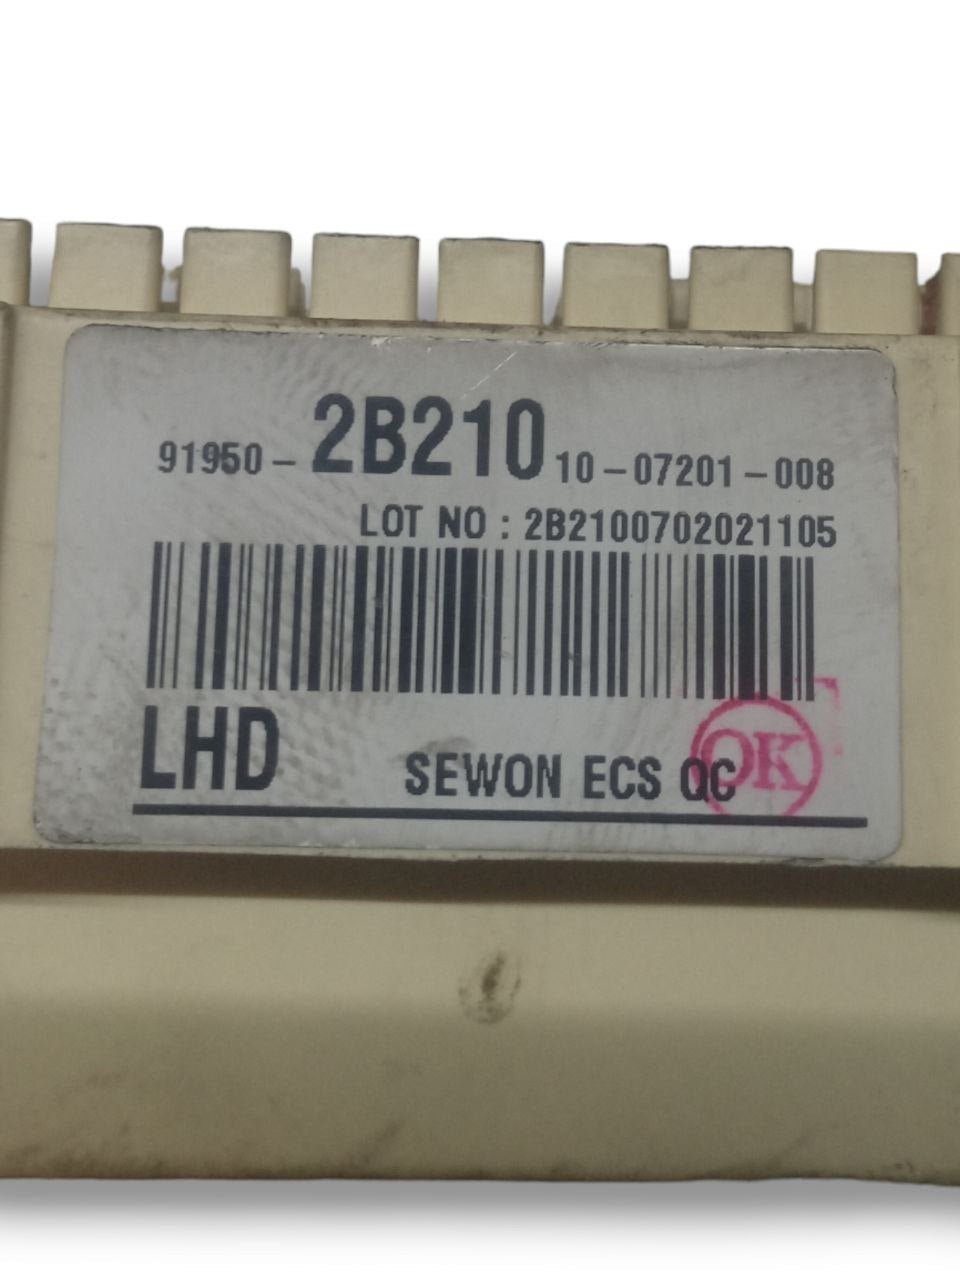 91950-2B210 10-07201-008
LOT NO : 2B2100702021105
LHD
SEWON ECS QC
OK